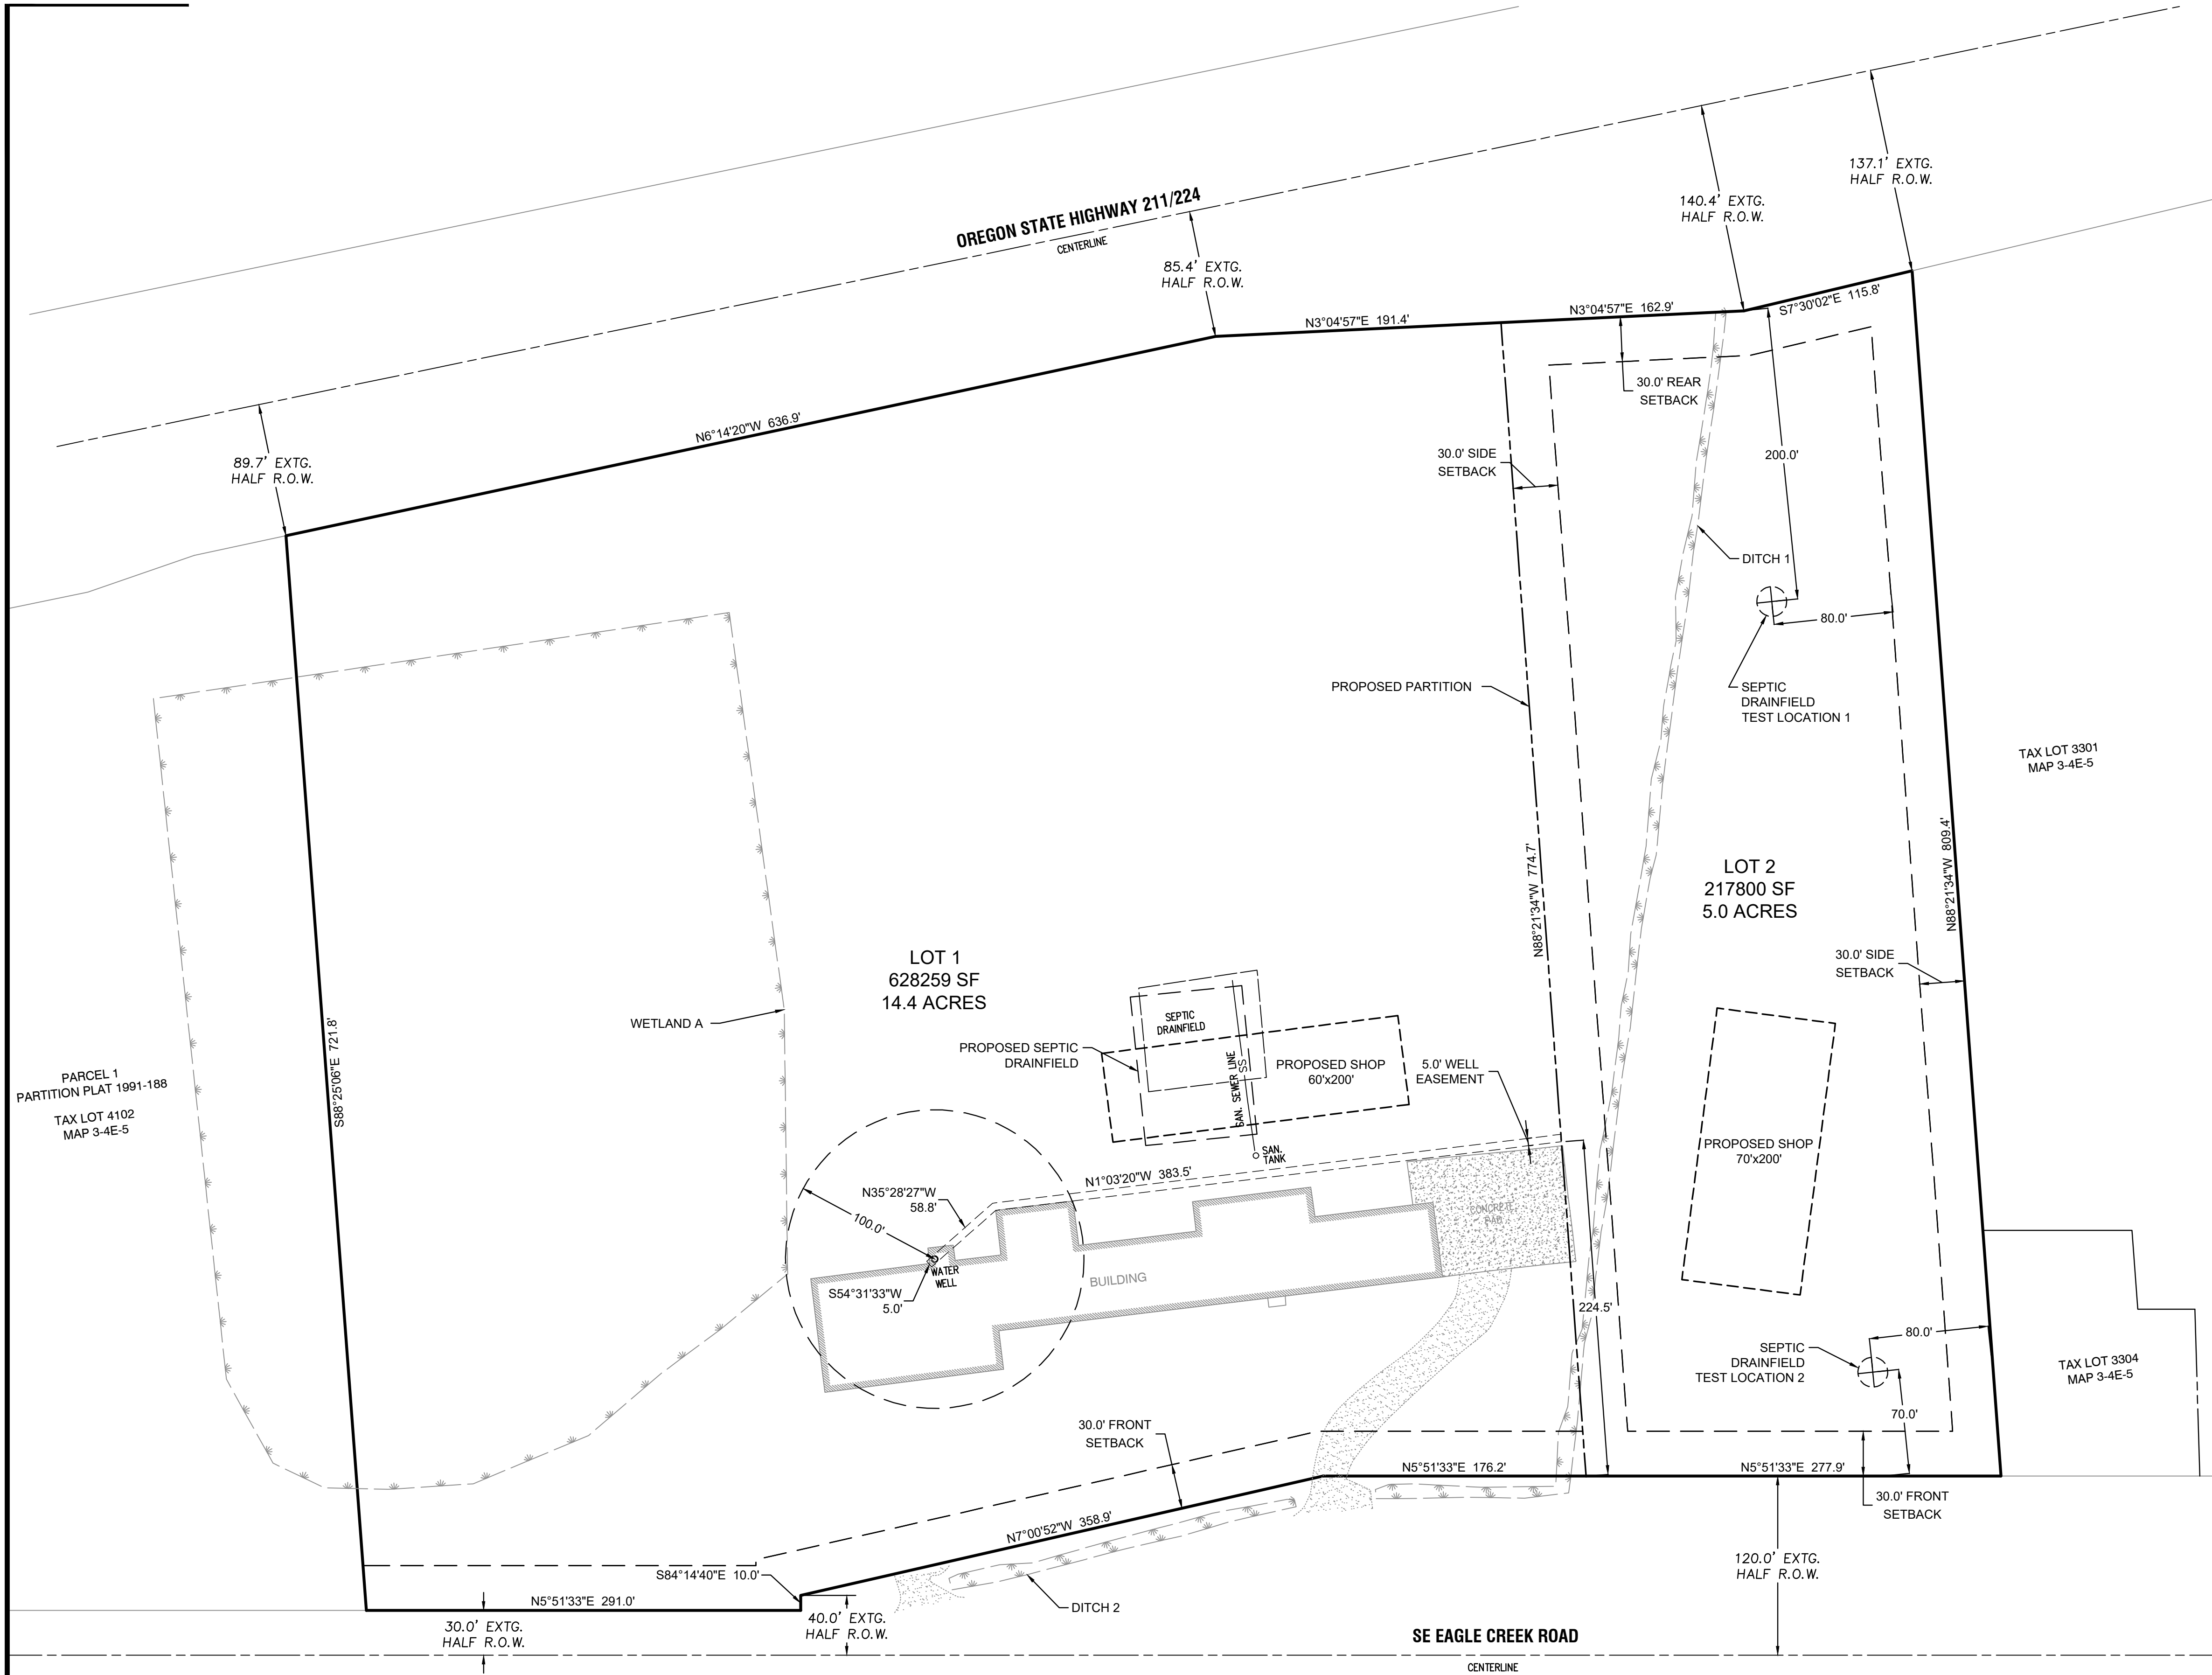 OREGON STATE HIGHWAY 211/224
CENTERLINE
137.1' EXTG.
HALF R.O.W.
140.4' EXTG.
HALF R.O.W.
85.4' EXTG.
HALF R.O.W.
89.7' EXTG.
HALF R.O.W.
N6°14'20"W 636.9'
N3°04'57"E 191.4'
N3°04'57"E 162.9'
S7°30'02"E 115.8'
30.0' REAR
SETBACK
30.0' SIDE
SETBACK
200.0'
DITCH 1
80.0'
SEPTIC
DRAINFIELD
TEST LOCATION 1
PROPOSED PARTITION
TAX LOT 3301
MAP 3-4E-5
N88°21'34"W 774.7'
N88°21'34"W 809.4'
LOT 2
217800 SF
5.0 ACRES
30.0' SIDE
SETBACK
LOT 1
628259 SF
14.4 ACRES
WETLAND A
S88°25'06"E 721.8'
PARCEL 1
PARTITION PLAT 1991-188
TAX LOT 4102
MAP 3-4E-5
SEPTIC
DRAINFIELD
PROPOSED SEPTIC
DRAINFIELD
SAN. SEWER LINE
SS
PROPOSED SHOP
60'x200'
5.0' WELL
EASEMENT
SAN.
TANK
PROPOSED SHOP
70'x200'
N1°03'20"W 383.5'
N35°28'27"W
58.8'
100.0'
WATER
WELL
S54°31'33"W
5.0'
BUILDING
CONCRETE
PAD
224.5'
80.0'
SEPTIC
DRAINFIELD
TEST LOCATION 2
70.0'
TAX LOT 3304
MAP 3-4E-5
30.0' FRONT
SETBACK
N5°51'33"E 176.2'
N5°51'33"E 277.9'
30.0' FRONT
SETBACK
N7°00'52"W 358.9'
S84°14'40"E 10.0'
N5°51'33"E 291.0'
DITCH 2
120.0' EXTG.
HALF R.O.W.
30.0' EXTG.
HALF R.O.W.
40.0' EXTG.
HALF R.O.W.
SE EAGLE CREEK ROAD
CENTERLINE